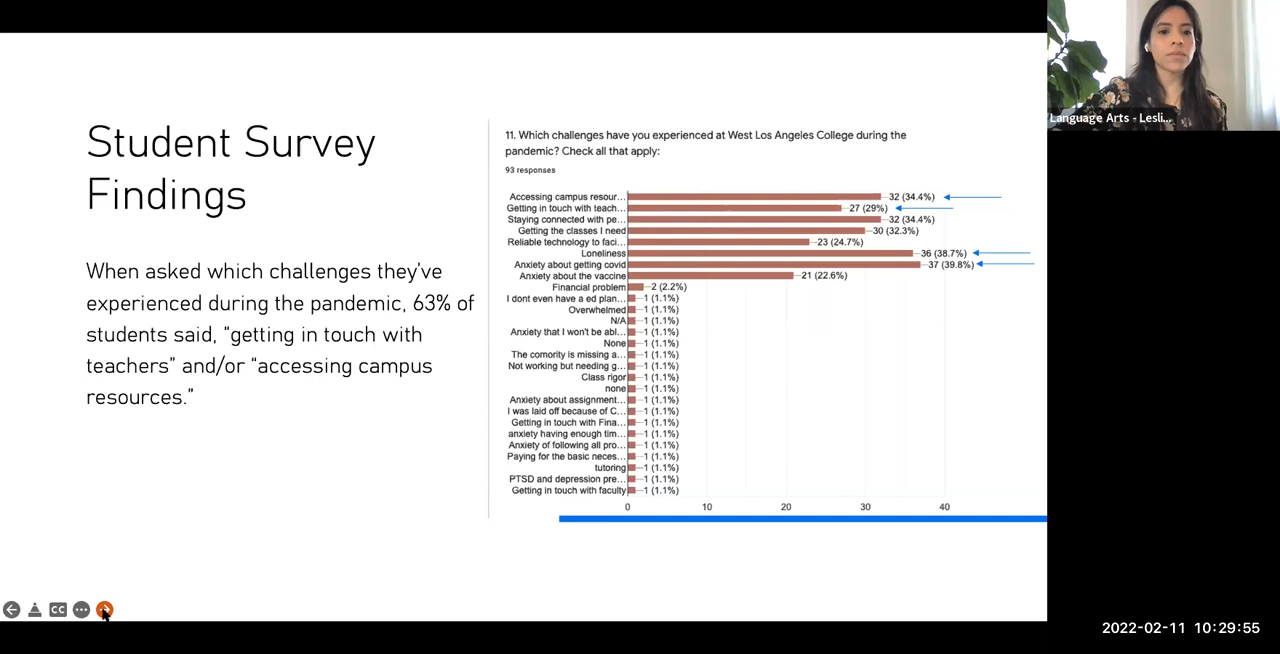 Student Survey
Findings
When asked which challenges they've
experienced during the pandemic, 63% of
students said, "getting in touch with
teachers" and/or "accessing campus
resources."
11. Which challenges have you experienced at West Los Angeles College during the
pandemic? Check all that apply:
93 responses
Accessing campus resour... 32 (34.4%)
Getting in touch with teach... 27 (29%)
Staying connected with pe... 32 (34.4%)
Getting the classes I need 30 (32.3%)
Reliable technology to faci... 23 (24.7%)
Loneliness 36 (38.7%)
Anxiety about getting covid 37 (39.8%)
Anxiety about the vaccine 21 (22.6%)
Financial problem 2 (2.2%)
I dont even have a ed plan... 1 (1.1%)
Overwhelmed 1 (1.1%)
N/A 1 (1.1%)
Anxiety that I won't be abl... 1 (1.1%)
None 1 (1.1%)
The comority is missing a... 1 (1.1%)
Not working but needing g... 1 (1.1%)
Class rigor 1 (1.1%)
none 1 (1.1%)
Anxiety about assignment... 1 (1.1%)
I was laid off because of C... 1 (1.1%)
Getting in touch with Fina... 1 (1.1%)
anxiety having enough tim... 1 (1.1%)
Anxiety of following all pro... 1 (1.1%)
Paying for the basic neces... 1 (1.1%)
tutoring 1 (1.1%)
PTSD and depression pre... 1 (1.1%)
Getting in touch with faculty 1 (1.1%)
0 10 20 30 40
Language Arts - Lesli...
CC
2022-02-11 10:29:55